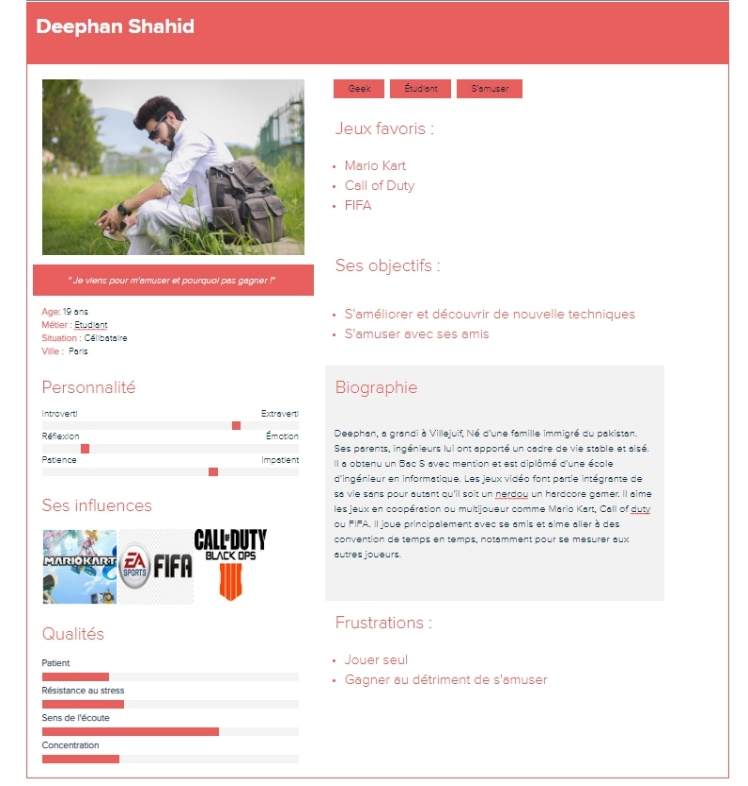 Deephan Shahid
" Je viens pour m'amuser et pourquoi pas gagner !"
Age: 19 ans
Métier : Etudiant
Situation : Célibataire
Ville : Paris
Personnalité
Introverti Extraverti
Réflexion Émotion
Patience Impatient
Ses influences
MARIOKART
EA SPORTS FIFA
CALL OF DUTY
BLACK OPS
Qualités
Patient
Résistance au stress
Sens de l'écoute
Concentration
Geek Étudiant S'amuser
Jeux favoris :
• Mario Kart
• Call of Duty
• FIFA
Ses objectifs :
• S'améliorer et découvrir de nouvelle techniques
• S'amuser avec ses amis
Biographie
Deephan, a grandi à Villejuif, Né d'une famille immigré du pakistan.
Ses parents, ingénieurs lui ont apporté un cadre de vie stable et aisé.
Il a obtenu un Bac S avec mention et est diplômé d'une école
d'ingénieur en informatique. Les jeux vidéo font partie intégrante de
sa vie sans pour autant qu'il soit un nerdou un hardcore gamer. Il aime
les jeux en coopération ou multijoueur comme Mario Kart, Call of duty
ou FIFA. Il joue principalement avec se amis et aime aller à des
convention de temps en temps, notamment pour se mesurer aux
autres joueurs.
Frustrations :
• Jouer seul
• Gagner au détriment de s'amuser